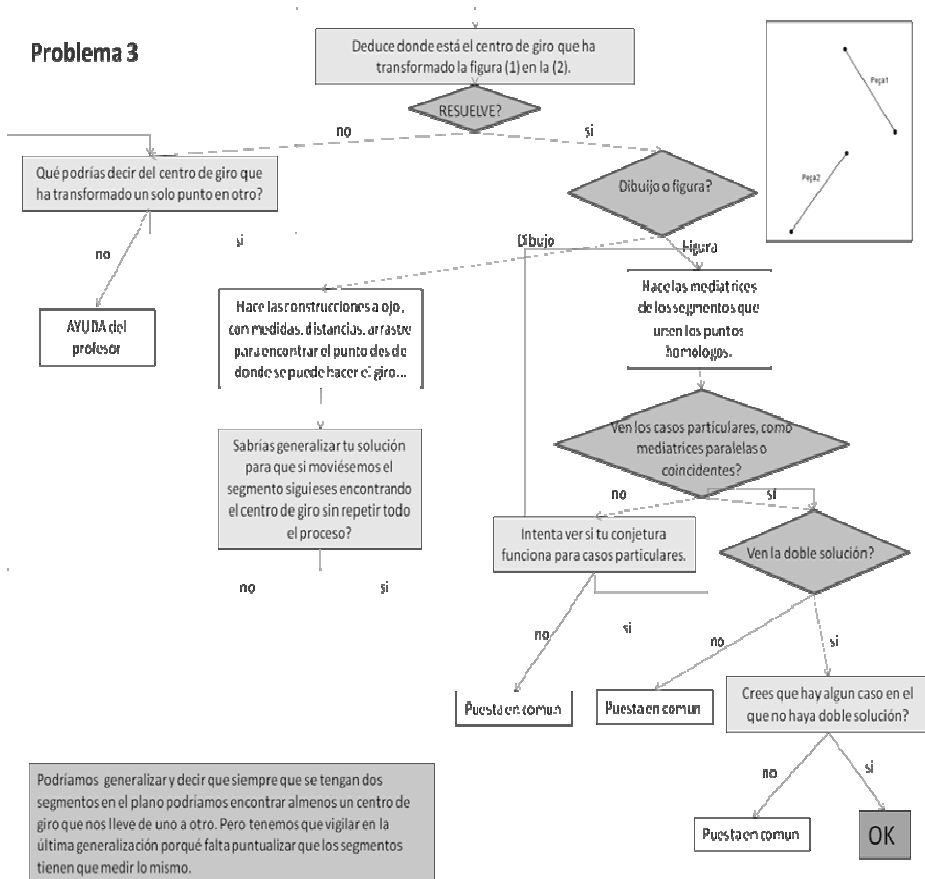 Problema 3
Deduce donde está el centro de giro que ha
transformado la figura (1) en la (2).
RESUELVE?
no
si
Qué podrías decir del centro de giro que
ha transformado un solo punto en otro?
no
si
AYUDA del
profesor
Dibuijo o figura?
Dibujo
Figura
Peça1
Peça2
Hace las construcciones a ojo,
con medidas, distancias, arrastre
para encontrar el punto desde
donde se puede hacer el giro...
Hace las mediatrices
de los segmentos que
unen los puntos
homologos.
Sabrías generalizar tu solución
para que si moviésemos el
segmento siguieses encontrando
el centro de giro sin repetir todo
el proceso?
no
si
Ven los casos particulares, como
mediatrices paralelas o
coincidentes?
no
si
Intenta ver si tu conjetura
funciona para casos particulares.
no
si
Puesta en comun
Ven la doble solución?
no
si
Puesta en comun
Crees que hay algun caso en el
que no haya doble solución?
no
si
Puesta en comun
OK
Podríamos generalizar y decir que siempre que se tengan dos
segmentos en el plano podríamos encontrar almenos un centro de
giro que nos lleve de uno a otro. Pero tenemos que vigilar en la
última generalización porqué falta puntualizar que los segmentos
tienen que medir lo mismo.